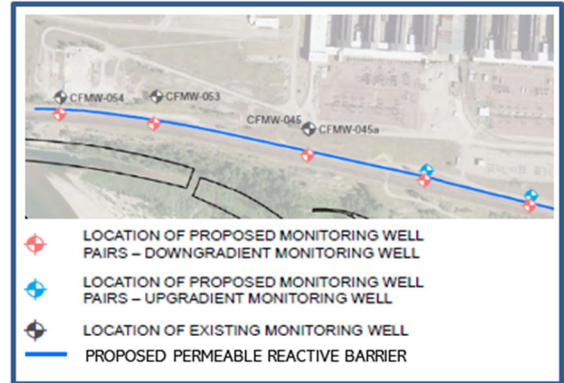 CFMW-054
CFMW-053
CFMW-045
CFMW-045a
LOCATION OF PROPOSED MONITORING WELL
PAIRS – DOWNGRADIENT MONITORING WELL
LOCATION OF PROPOSED MONITORING WELL
PAIRS – UPGRADIENT MONITORING WELL
LOCATION OF EXISTING MONITORING WELL
PROPOSED PERMEABLE REACTIVE BARRIER